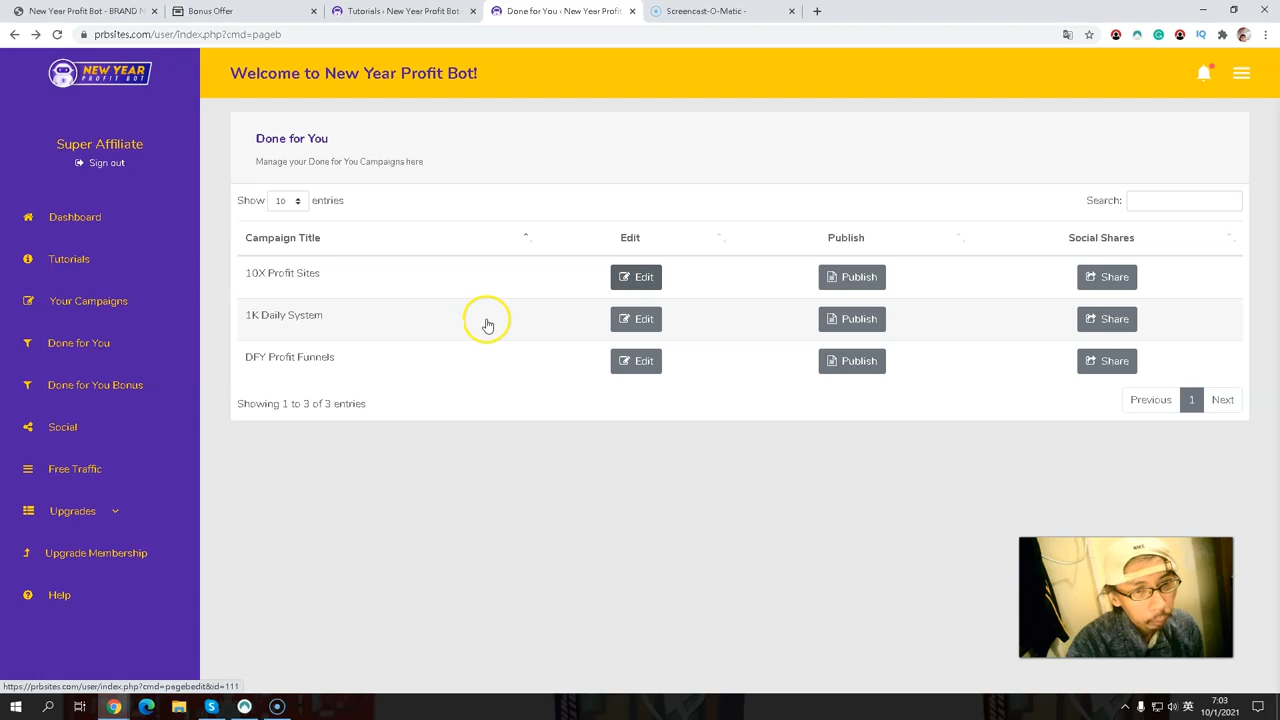 New Year Profit Bot - BRAND N
Bonus Offer
Tutorials ‹ New Year Profit Bot
Done for You ‹ New Year Profit
Screencast-O-Matic -
prbsites.com/user/index.php?cmd=pageb
NEW YEAR
PROFIT BOT
Welcome to New Year Profit Bot!
Super Affiliate
Sign out
Dashboard
Tutorials
Your Campaigns
Done for You
Done for You Bonus
Social
Free Traffic
Upgrades
Upgrade Membership
Help
Done for You
Manage your Done for You Campaigns here
Show 10 entries
Search:
Campaign Title Edit Publish Social Shares
10X Profit Sites Edit Publish Share
1K Daily System Edit Publish Share
DFY Profit Funnels Edit Publish Share
Showing 1 to 3 of 3 entries
Previous 1 Next
https://prbsites.com/user/index.php?cmd=pagebedit&id=111
英
7:03
10/1/2021